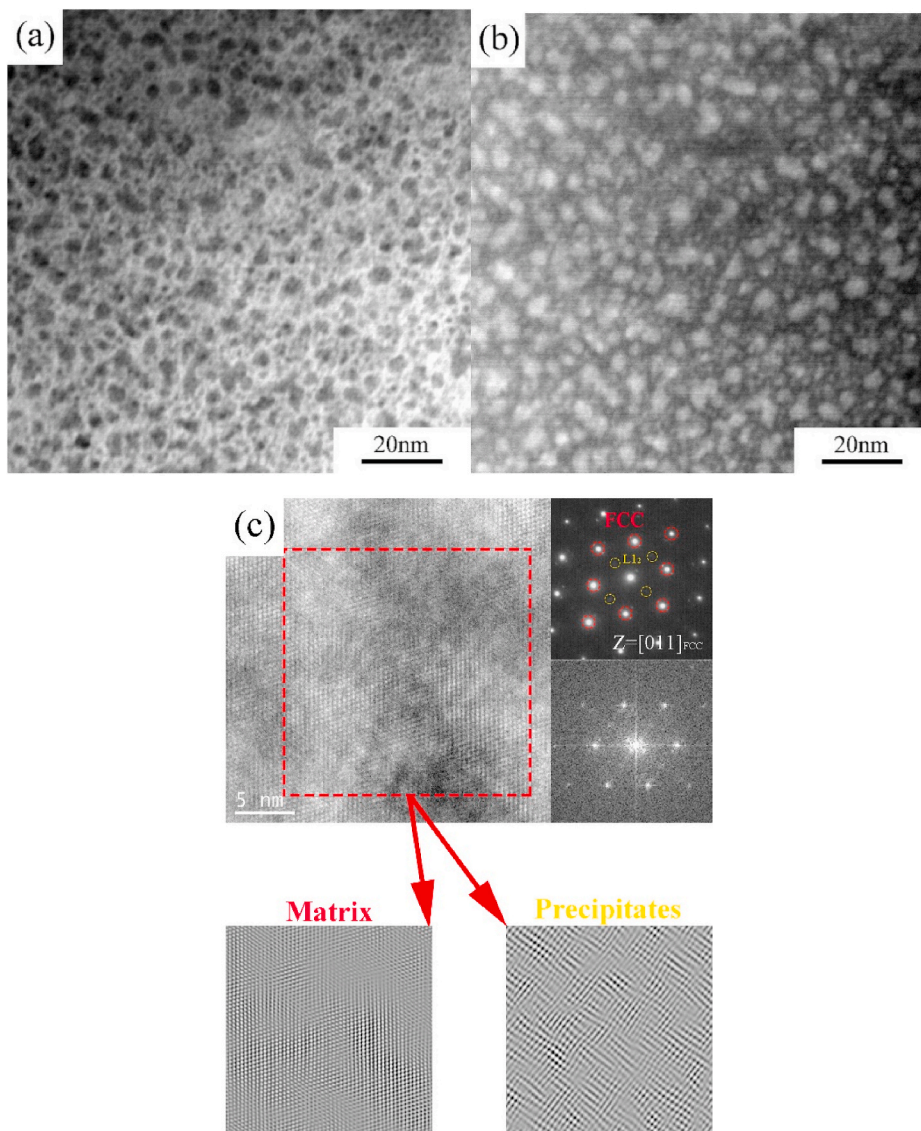 (a)
(b)
20nm
20nm
(c)
FCC
L1₂
Z=[011]FCC
5 nm
Matrix
Precipitates